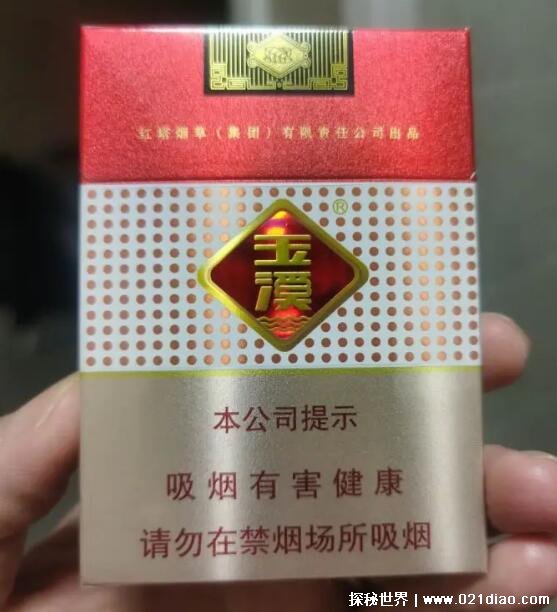 红塔烟草（集团）有限责任公司出品
®
玉溪
本公司提示
吸烟有害健康
请勿在禁烟场所吸烟
探秘世界 | www.021diao.com